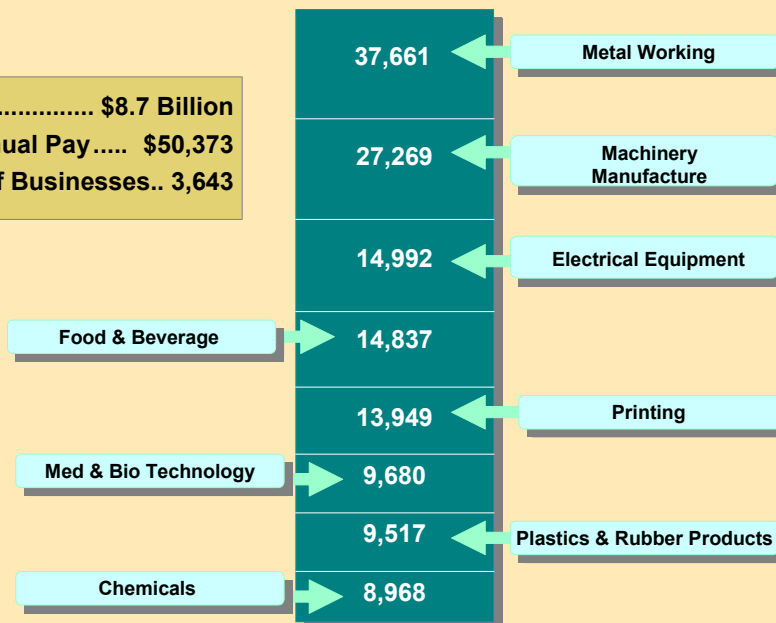 .............. $8.7 Billion
Pay..... $50,373
Businesses.. 3,643
37,661
Metal Working
27,269
Machinery
Manufacture
14,992
Electrical Equipment
Food & Beverage
14,837
13,949
Printing
Med & Bio Technology
9,680
9,517
Plastics & Rubber Products
Chemicals
8,968